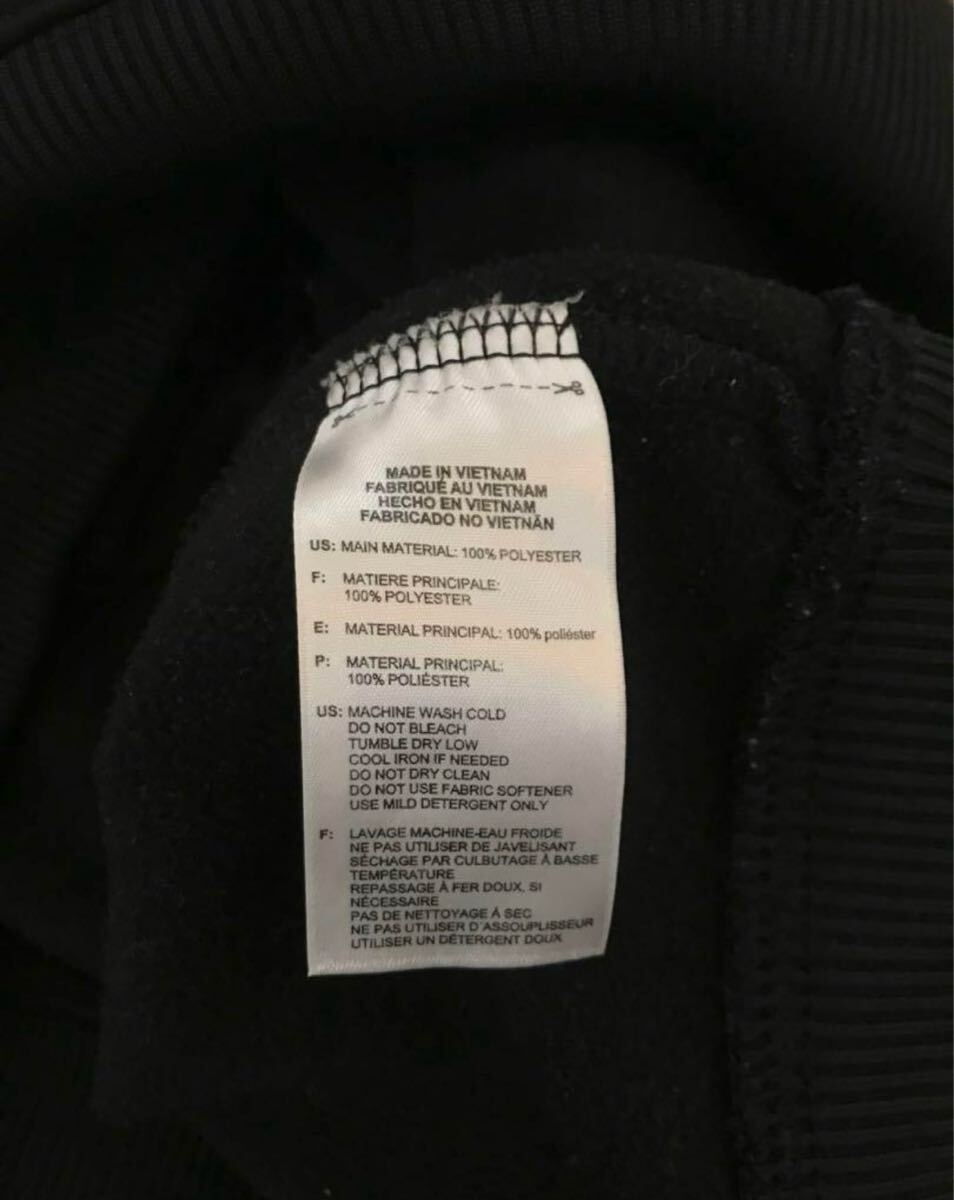 MADE IN VIETNAM
FABRIQUÉ AU VIETNAM
HECHO EN VIETNAM
FABRICADO NO VIETNÃN
US: MAIN MATERIAL: 100% POLYESTER
F: MATIERE PRINCIPALE:
100% POLYESTER
E: MATERIAL PRINCIPAL: 100% poliéster
P: MATERIAL PRINCIPAL:
100% POLIÉSTER
US: MACHINE WASH COLD
DO NOT BLEACH
TUMBLE DRY LOW
COOL IRON IF NEEDED
DO NOT DRY CLEAN
DO NOT USE FABRIC SOFTENER
USE MILD DETERGENT ONLY
F: LAVAGE MACHINE-EAU FROIDE
NE PAS UTILISER DE JAVELISANT
SÉCHAGE PAR CULBUTAGE À BASSE
TEMPÉRATURE
REPASSAGE À FER DOUX, SI
NÉCESSAIRE
PAS DE NETTOYAGE À SEC
NE PAS UTILISER D'ASSOUPLISSEUR
UTILISER UN DÉTERGENT DOUX